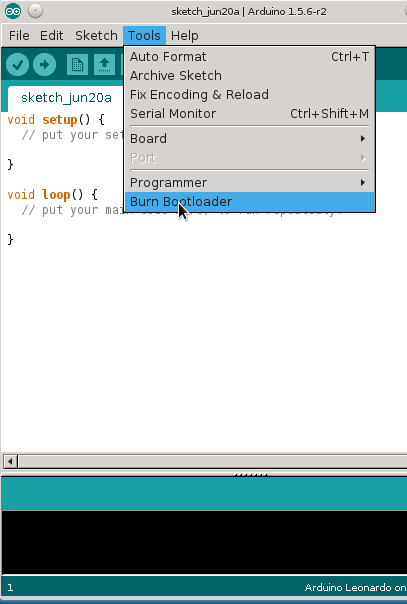 sketch_jun20a | Arduino 1.5.6-r2
File Edit Sketch Tools Help
Auto Format Ctrl+T
Archive Sketch
Fix Encoding & Reload
Serial Monitor Ctrl+Shift+M
Board
Port
Programmer
Burn Bootloader
sketch_jun20a
void setup() {
// put your set
}
void loop() {
// put your main
}
1 Arduino Leonardo on